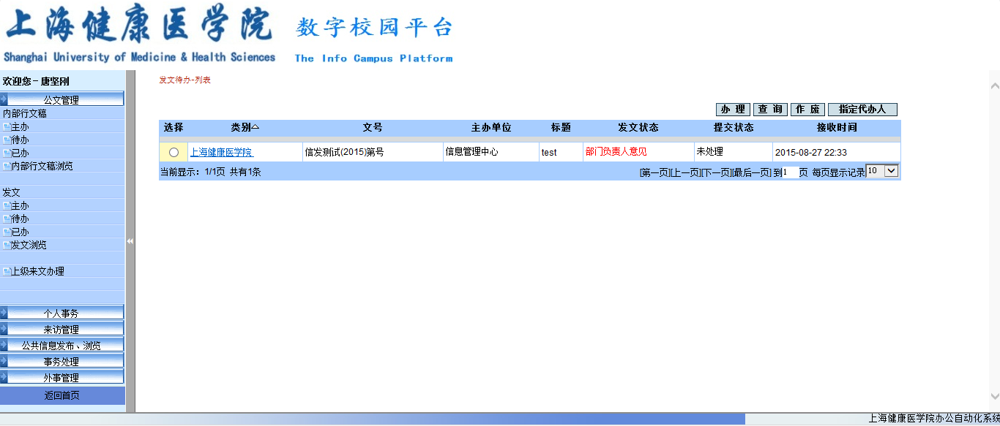 上海健康医学院 数字校园平台
Shanghai University of Medicine & Health Sciences The Info Campus Platform
欢迎您－唐坚刚
公文管理
内部行文稿
主办
待办
已办
内部行文稿浏览
发文
主办
待办
已办
发文浏览
上级来文办理
个人事务
来访管理
公共信息发布、浏览
事务处理
外事管理
返回首页
发文待办-列表
办 理 查 询 作 废 指定代办人
选择 类别 文号 主办单位 标题 发文状态 提交状态 接收时间
上海健康医学院 信发测试(2015)第号 信息管理中心 test 部门负责人意见 未处理 2015-08-27 22:33
当前显示：1/1页 共有1条 [第一页][上一页][下一页][最后一页] 到1 页 每页显示记录10
上海健康医学院办公自动化系统